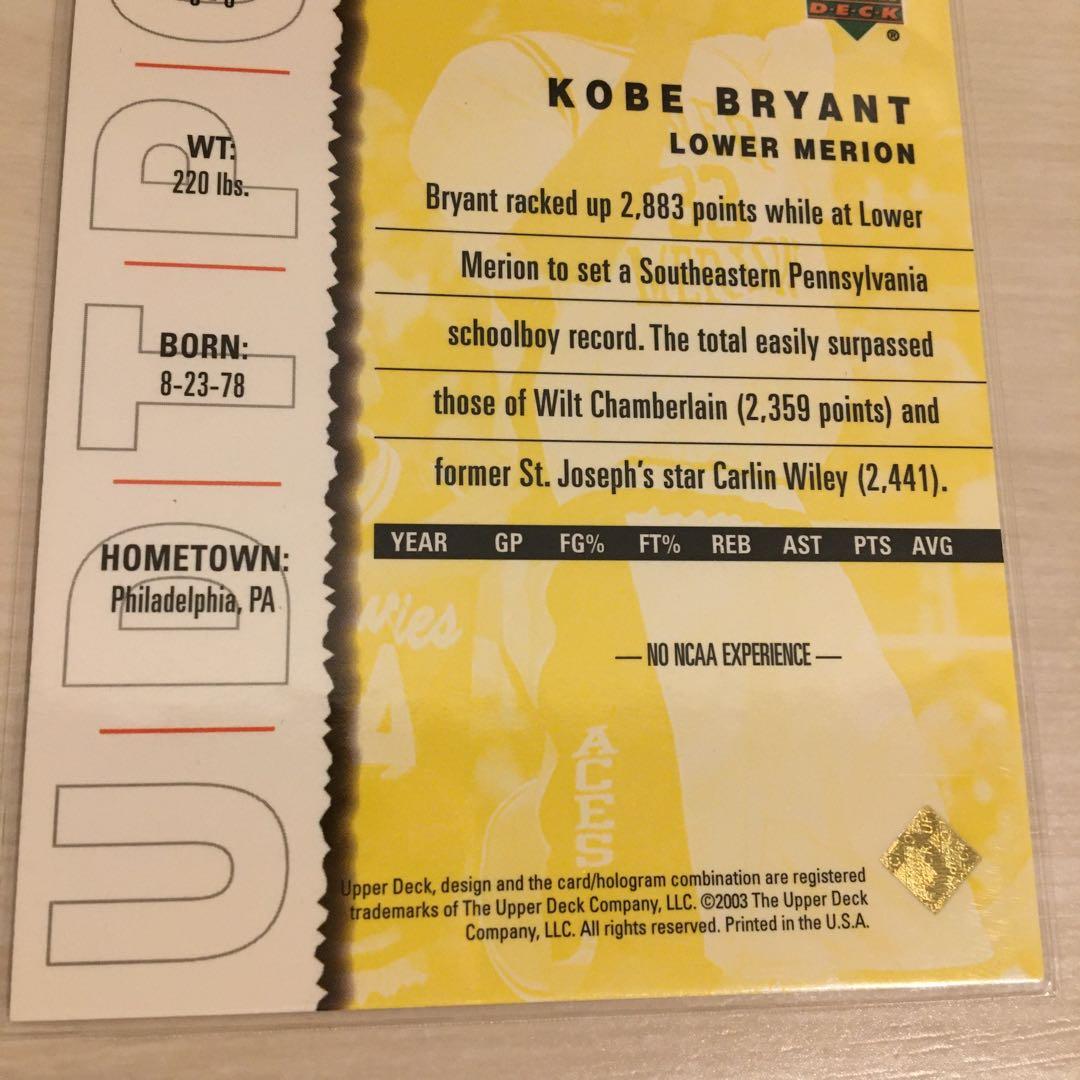 DECK
®
KOBE BRYANT
LOWER MERION
WT:
220 lbs.
BORN:
8-23-78
HOMETOWN:
Philadelphia, PA
UDTP
Bryant racked up 2,883 points while at Lower
Merion to set a Southeastern Pennsylvania
schoolboy record. The total easily surpassed
those of Wilt Chamberlain (2,359 points) and
former St. Joseph's star Carlin Wiley (2,441).
YEAR GP FG% FT% REB AST PTS AVG
— NO NCAA EXPERIENCE —
MERION
ACES
Upper Deck, design and the card/hologram combination are registered
trademarks of The Upper Deck Company, LLC. ©2003 The Upper Deck
Company, LLC. All rights reserved. Printed in the U.S.A.